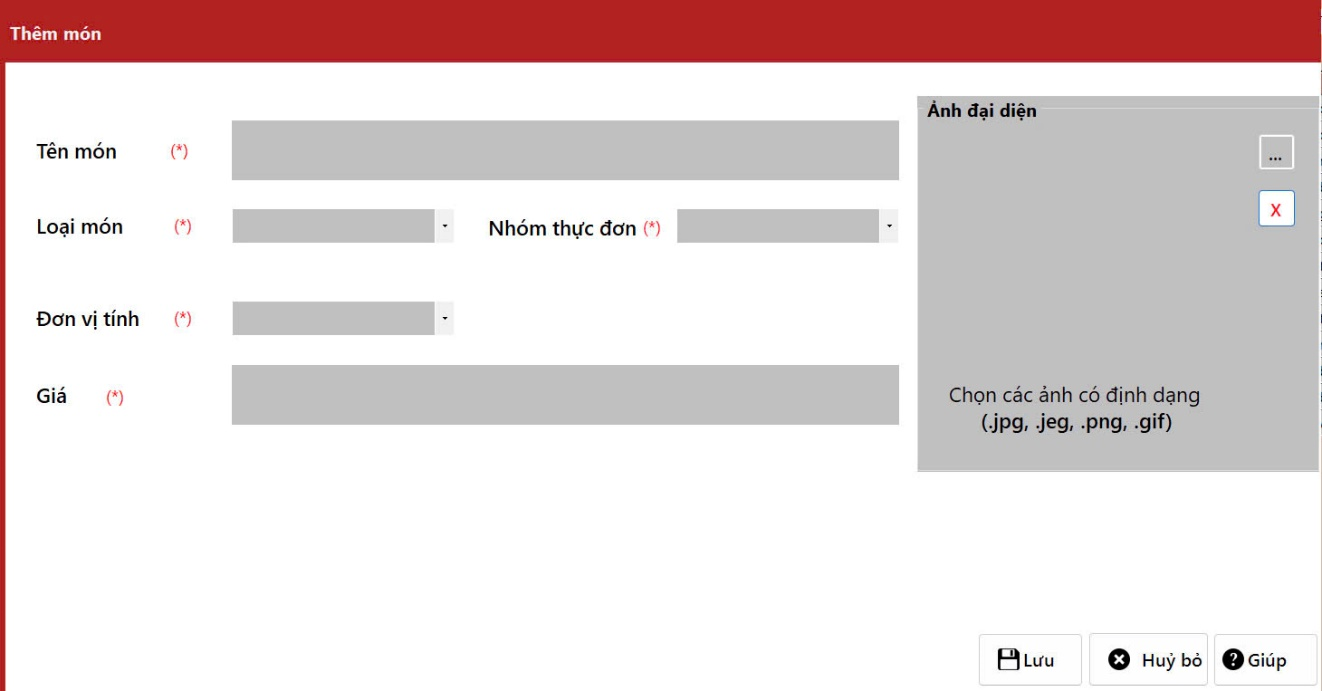 Thêm món
Tên món (*)
Loại món (*) Nhóm thực đơn (*)
Đơn vị tính (*)
Giá (*)
Ảnh đại diện
...
X
Chọn các ảnh có định dạng
(.jpg, .jeg, .png, .gif)
Lưu Huỷ bỏ ? Giúp